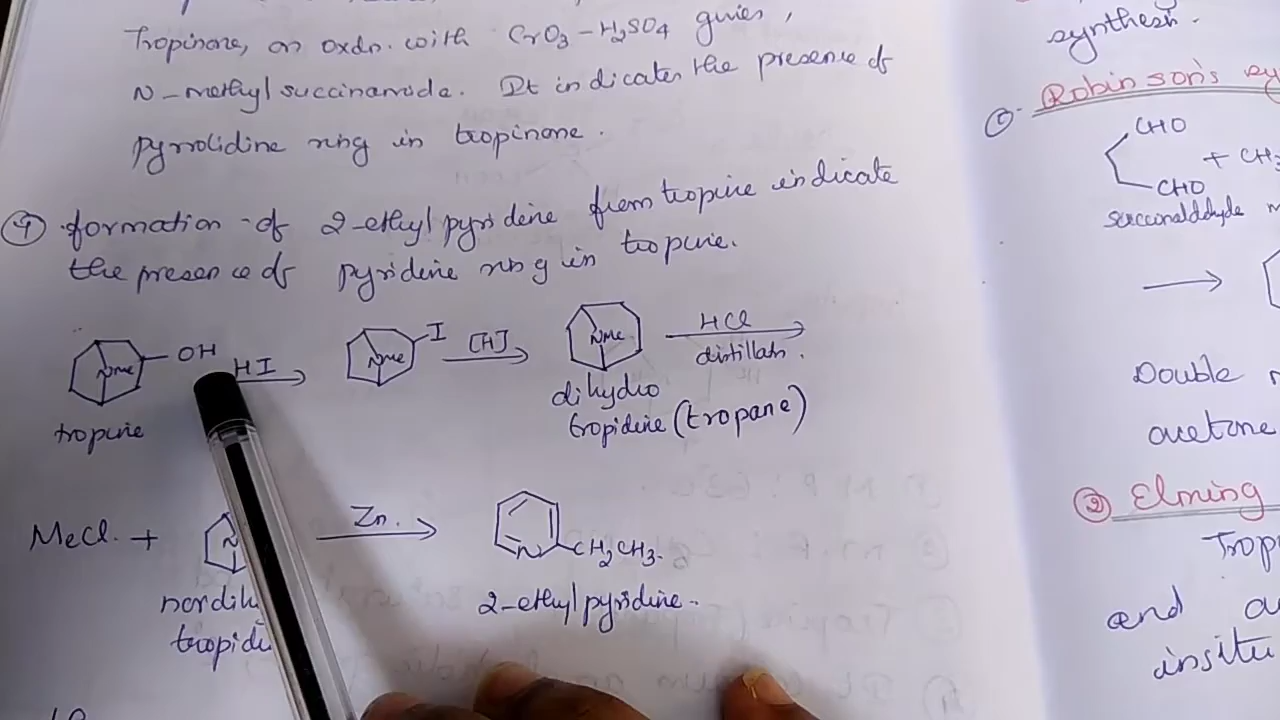 Tropinone, on oxdn. with CrO3 - H2SO4 gives,
N-methyl succinamide. It indicates the presence of
pyrrolidine ring in tropinone.
4 formation of 2-ethyl pyridine from tropine indicate
the presence of pyridine ring in tropine.
NMe OH HI NMe I [H] NMe HCl
distillatn.
tropine
dihydro
tropidine (tropane)
MeCl. + N Zn. N CH2CH3.
2-ethyl pyridine.
synthesis.
① Robinson's
CHO
+ CH3
CHO
succinaldehyde
Double
acetone
② Elming
and
insitu